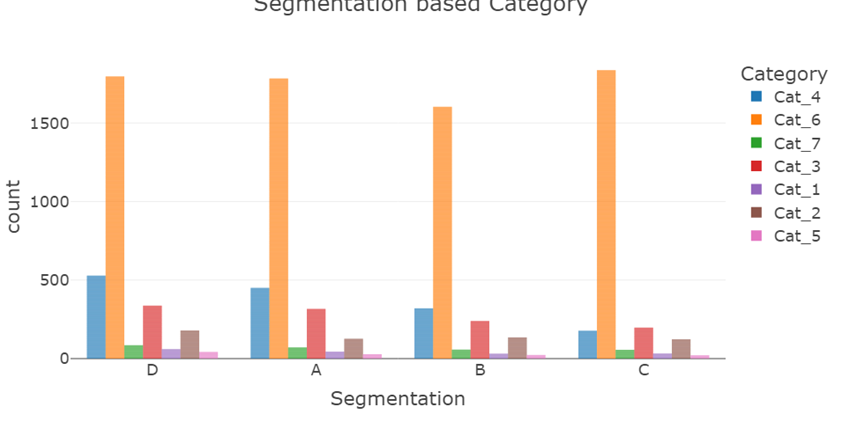 Segmentation based Category
Category
Cat_4
Cat_6
Cat_7
Cat_3
Cat_1
Cat_2
Cat_5
count
1500
1000
500
0
D A B C
Segmentation